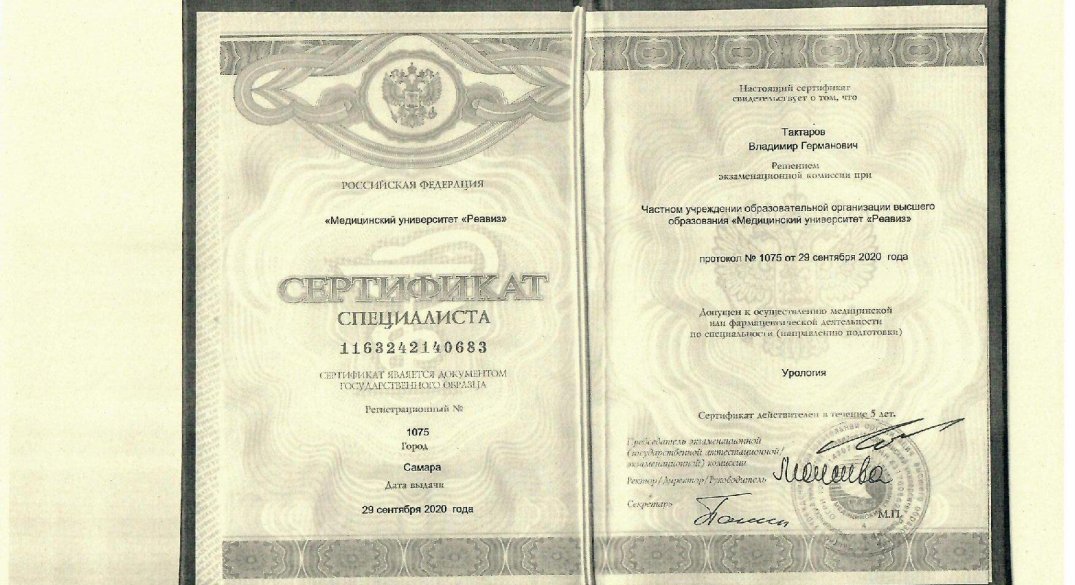 РОССИЙСКАЯ ФЕДЕРАЦИЯ
«Медицинский университет «Реавиз»
СЕРТИФИКАТ
СПЕЦИАЛИСТА
1163242140683
СЕРТИФИКАТ ЯВЛЯЕТСЯ ДОКУМЕНТОМ
ГОСУДАРСТВЕННОГО ОБРАЗЦА
Регистрационный №
1075
Город
Самара
Дата выдачи
29 сентября 2020 года
Настоящий сертификат
свидетельствует о том, что
Тактаров
Владимир Германович
Решением
экзаменационной комиссии при
Частном учреждении образовательной организации высшего
образования «Медицинский университет «Реавиз»
протокол № 1075 от 29 сентября 2020 года
Допущен к осуществлению медицинской
или фармацевтической деятельности
по специальности (направлению подготовки)
Урология
Сертификат действителен в течение 5 лет.
Председатель экзаменационной
(государственной аттестационной/
экзаменационной) комиссии
Ректор/Директор/Руководитель
Секретарь
М.П.